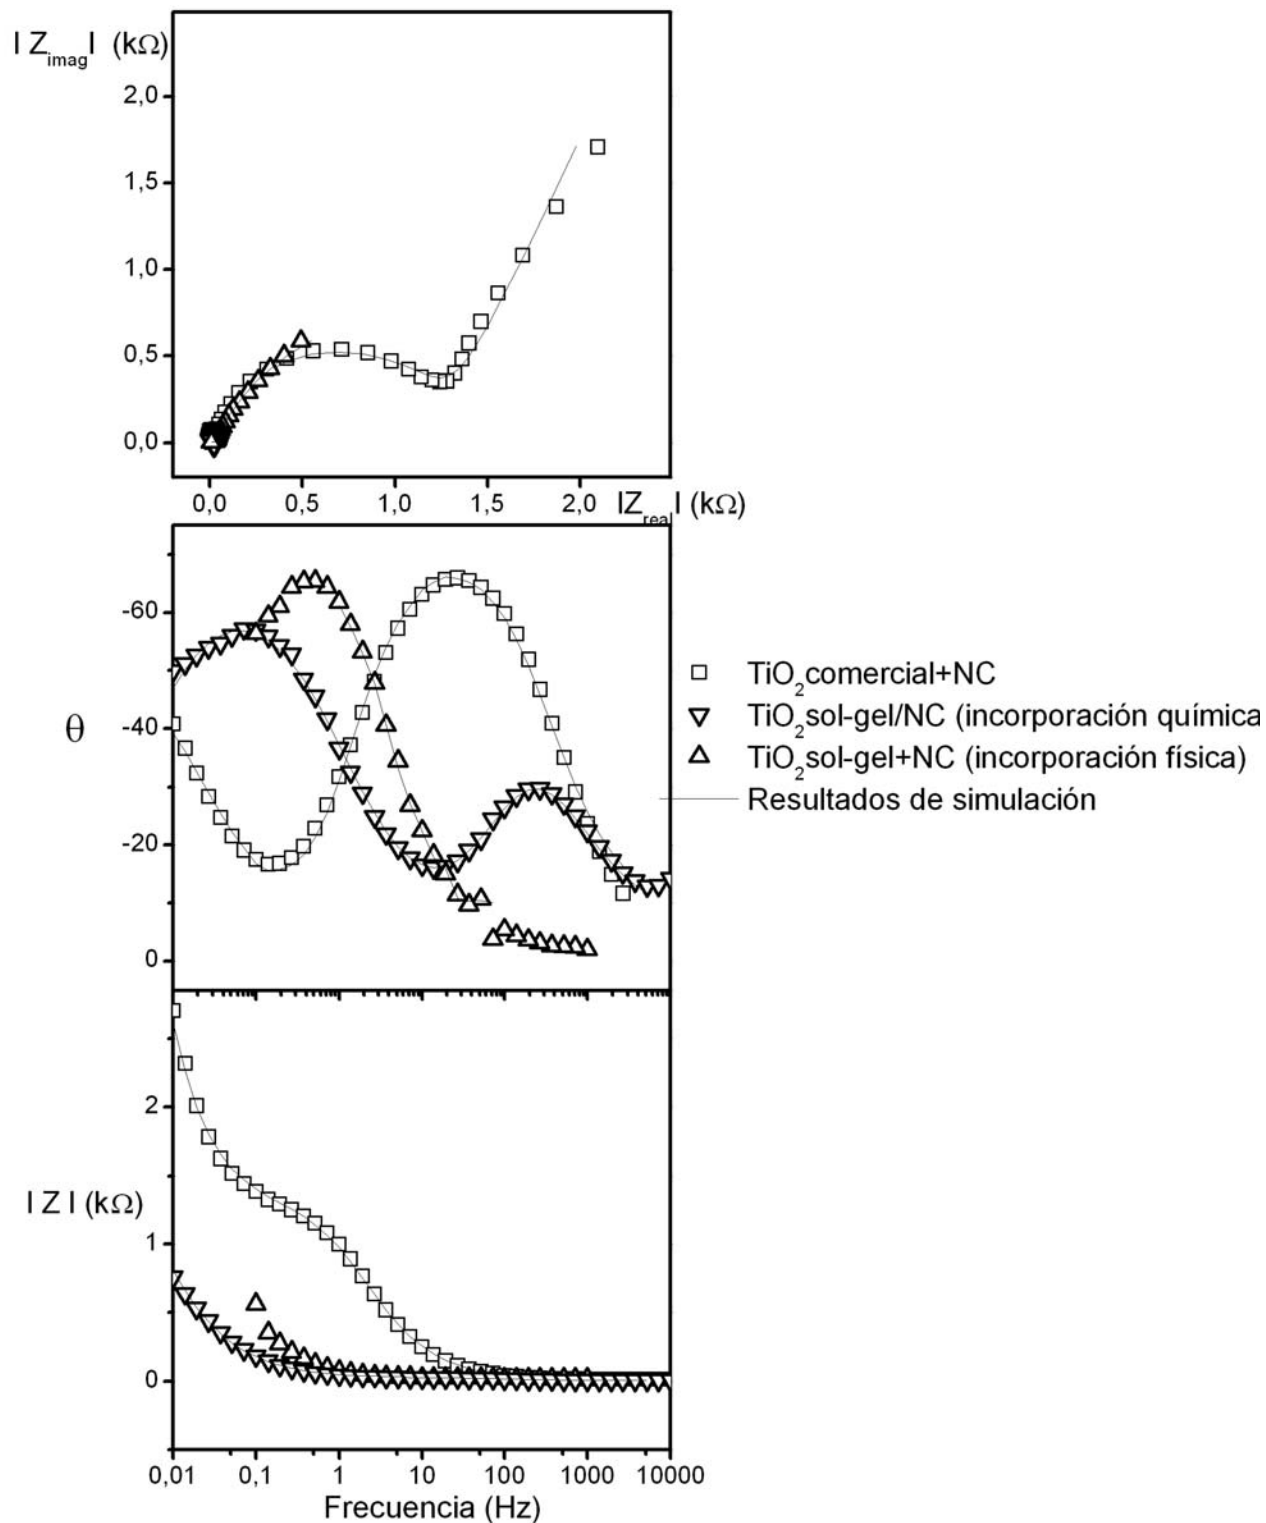 I Z_imag I (kΩ)
2,0
1,5
1,0
0,5
0,0
0,0 0,5 1,0 1,5 2,0
IZ_real I (kΩ)
-60
-40
-20
0
θ
TiO2comercial+NC
TiO2sol-gel/NC (incorporación química
TiO2sol-gel+NC (incorporación física)
Resultados de simulación
2
1
0
I Z I (kΩ)
0,01 0,1 1 10 100 1000 10000
Frecuencia (Hz)